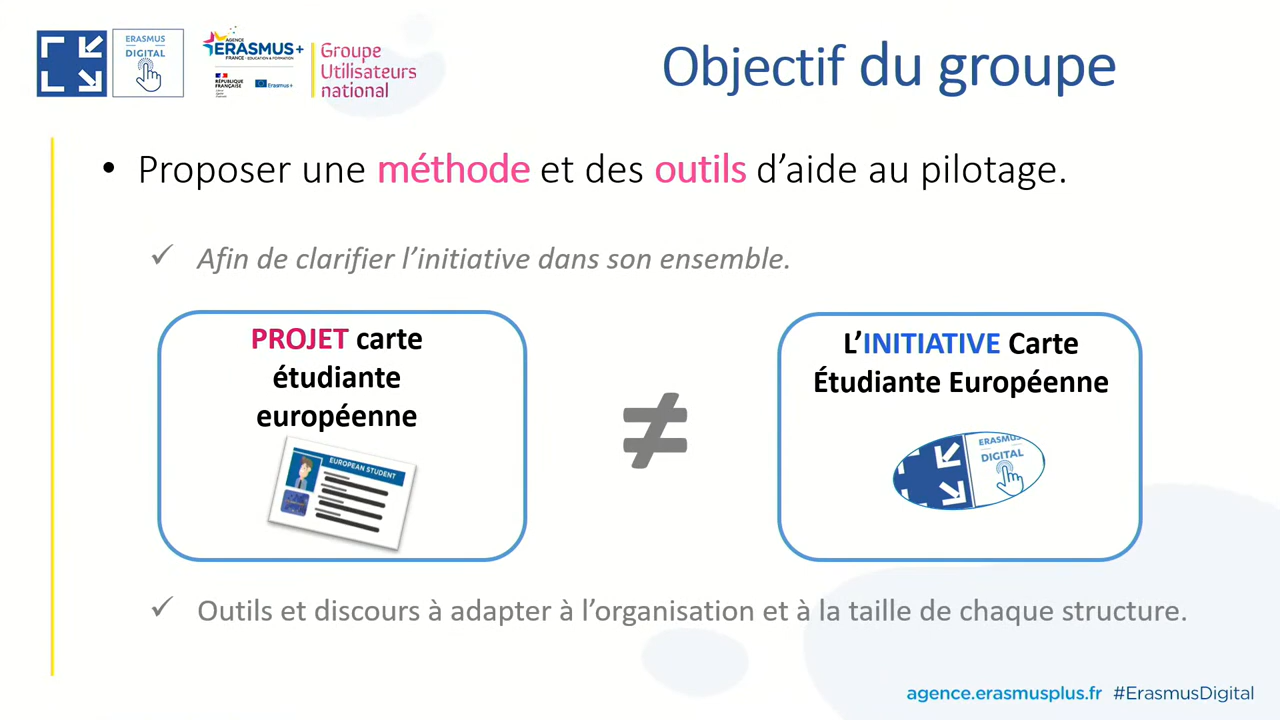 ERASMUS
DIGITAL
AGENCE
ERASMUS+
FRANCE · ÉDUCATION & FORMATION
RÉPUBLIQUE
FRANÇAISE
Erasmus+
Groupe
Utilisateurs
national
Objectif du groupe
• Proposer une méthode et des outils d’aide au pilotage.
✓ Afin de clarifier l’initiative dans son ensemble.
PROJET carte
étudiante
européenne
EUROPEAN STUDENT
≠
L’INITIATIVE Carte
Étudiante Européenne
ERASMUS
DIGITAL
✓ Outils et discours à adapter à l’organisation et à la taille de chaque structure.
agence.erasmusplus.fr #ErasmusDigital